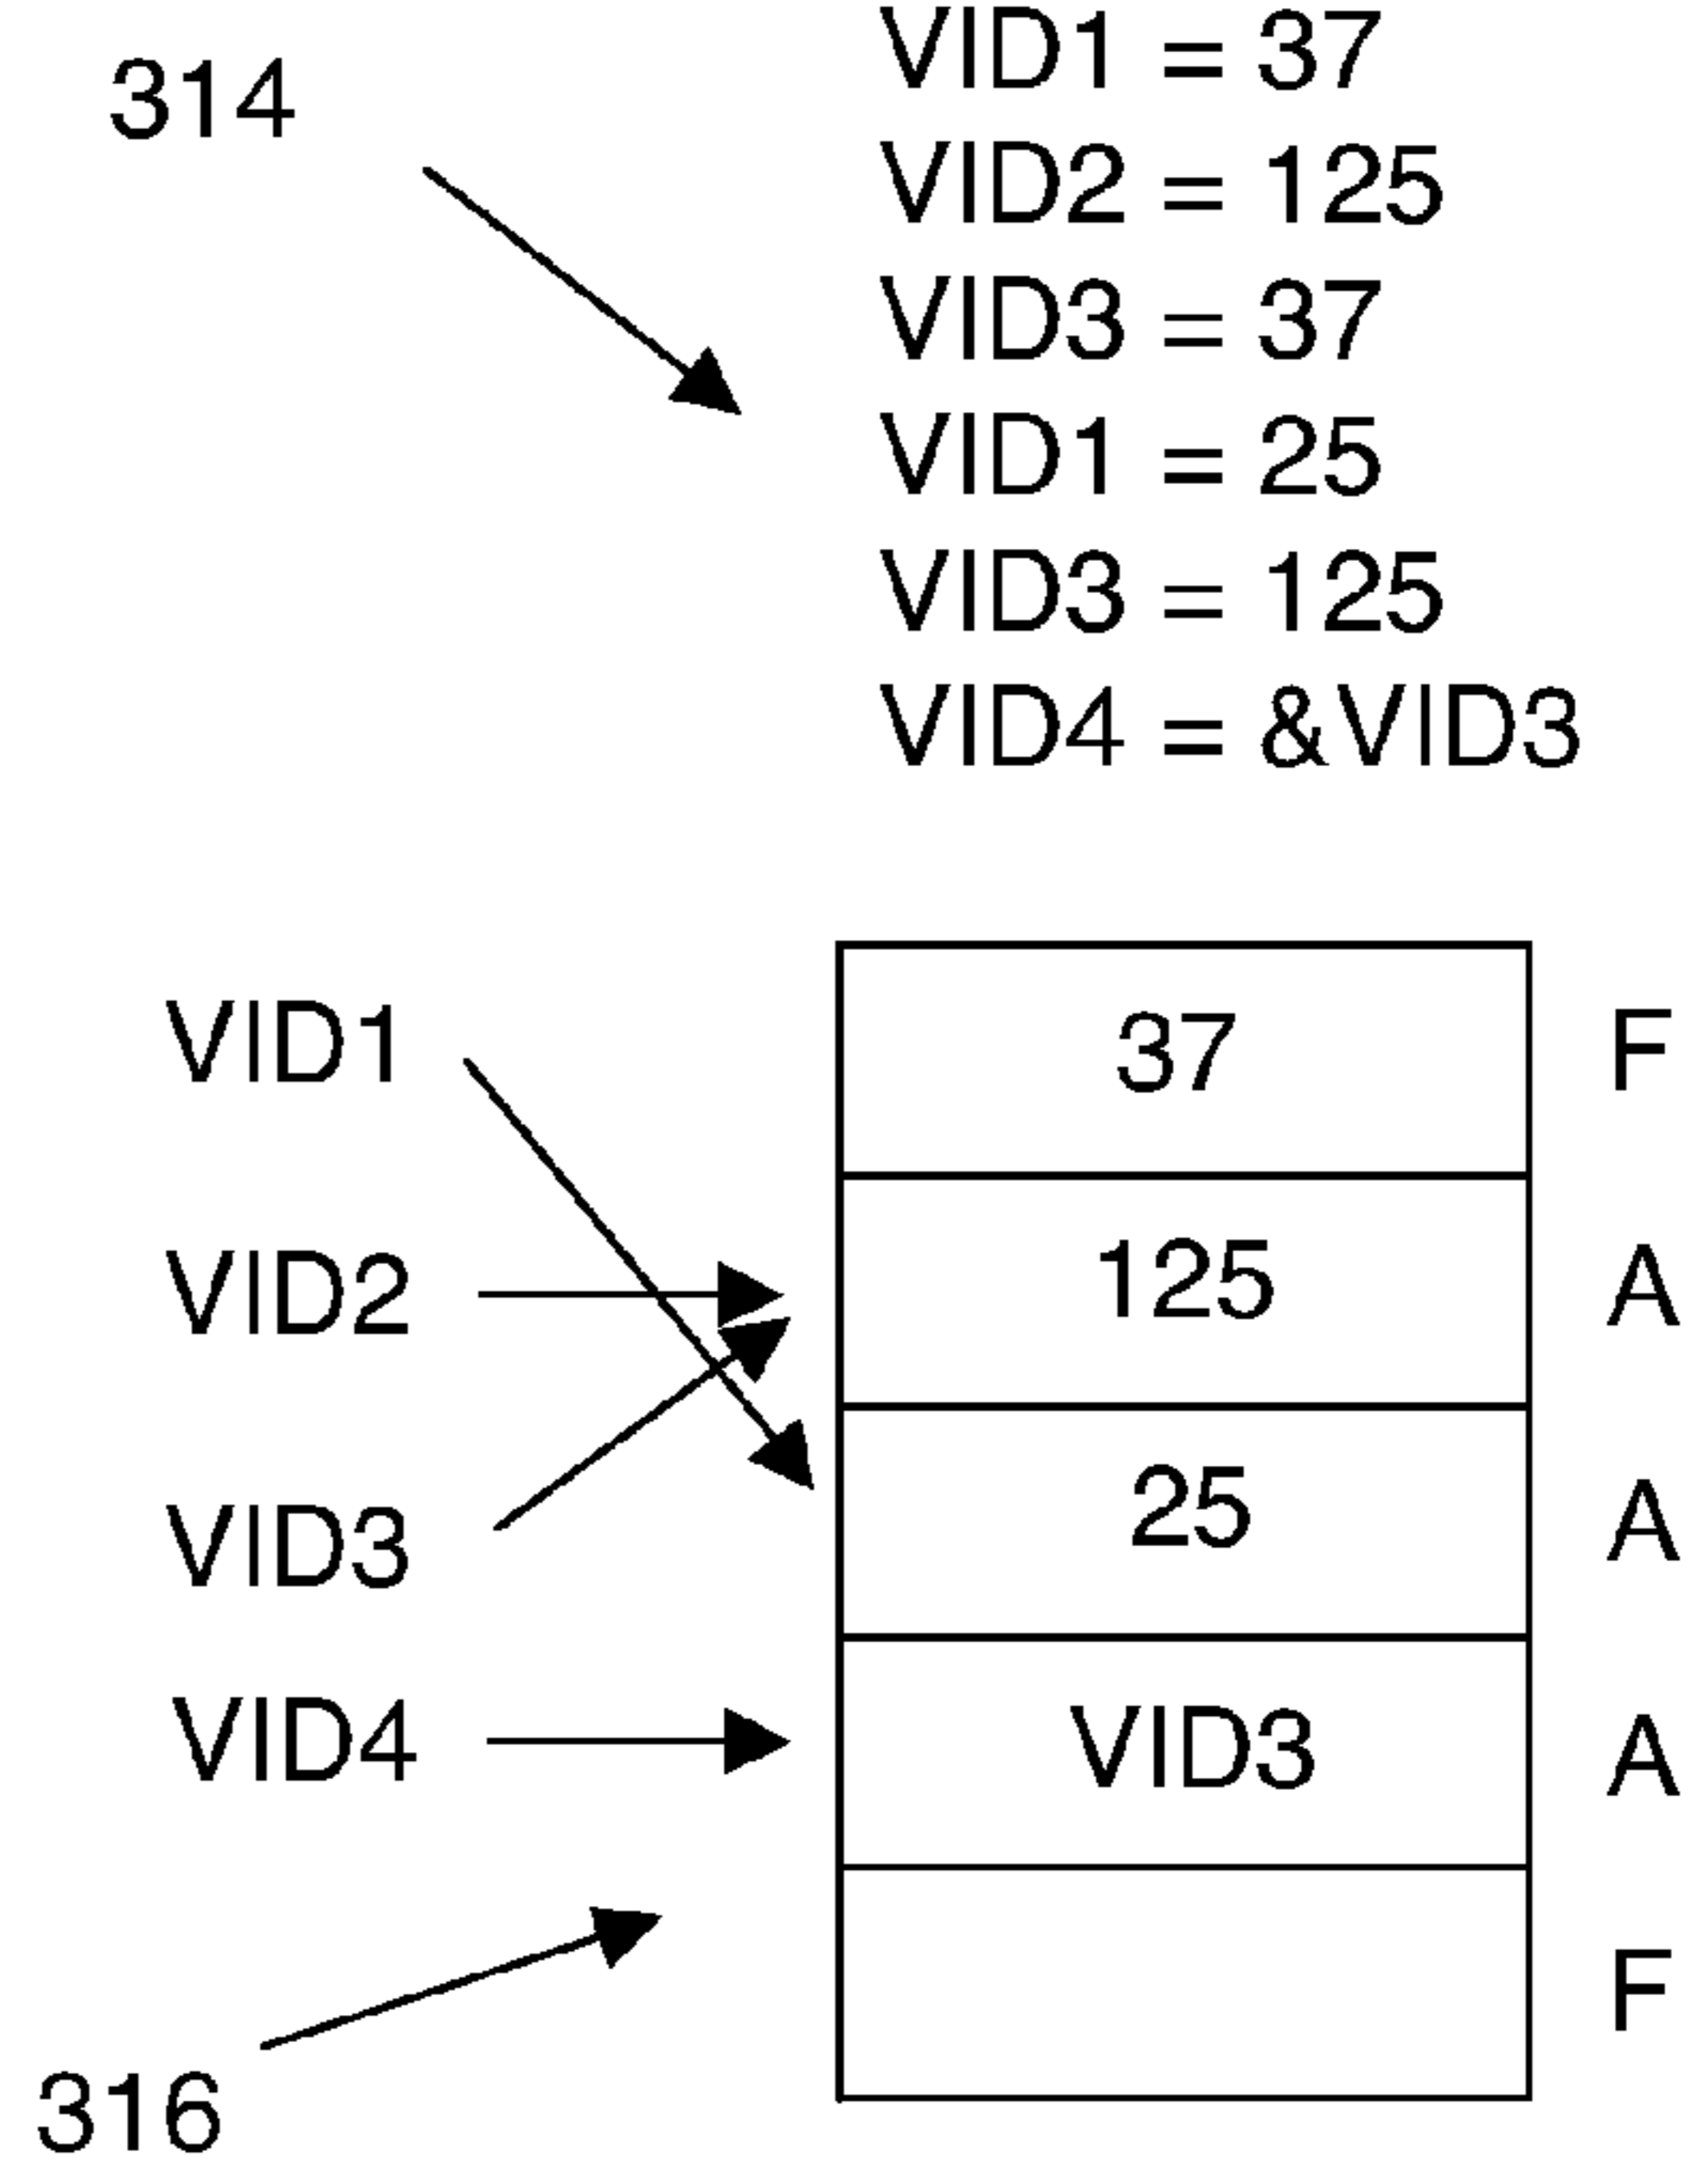 314
VID1 = 37
VID2 = 125
VID3 = 37
VID1 = 25
VID3 = 125
VID4 = &VID3
VID1 37 F
VID2 125 A
VID3 25 A
VID4 VID3 A
F
316